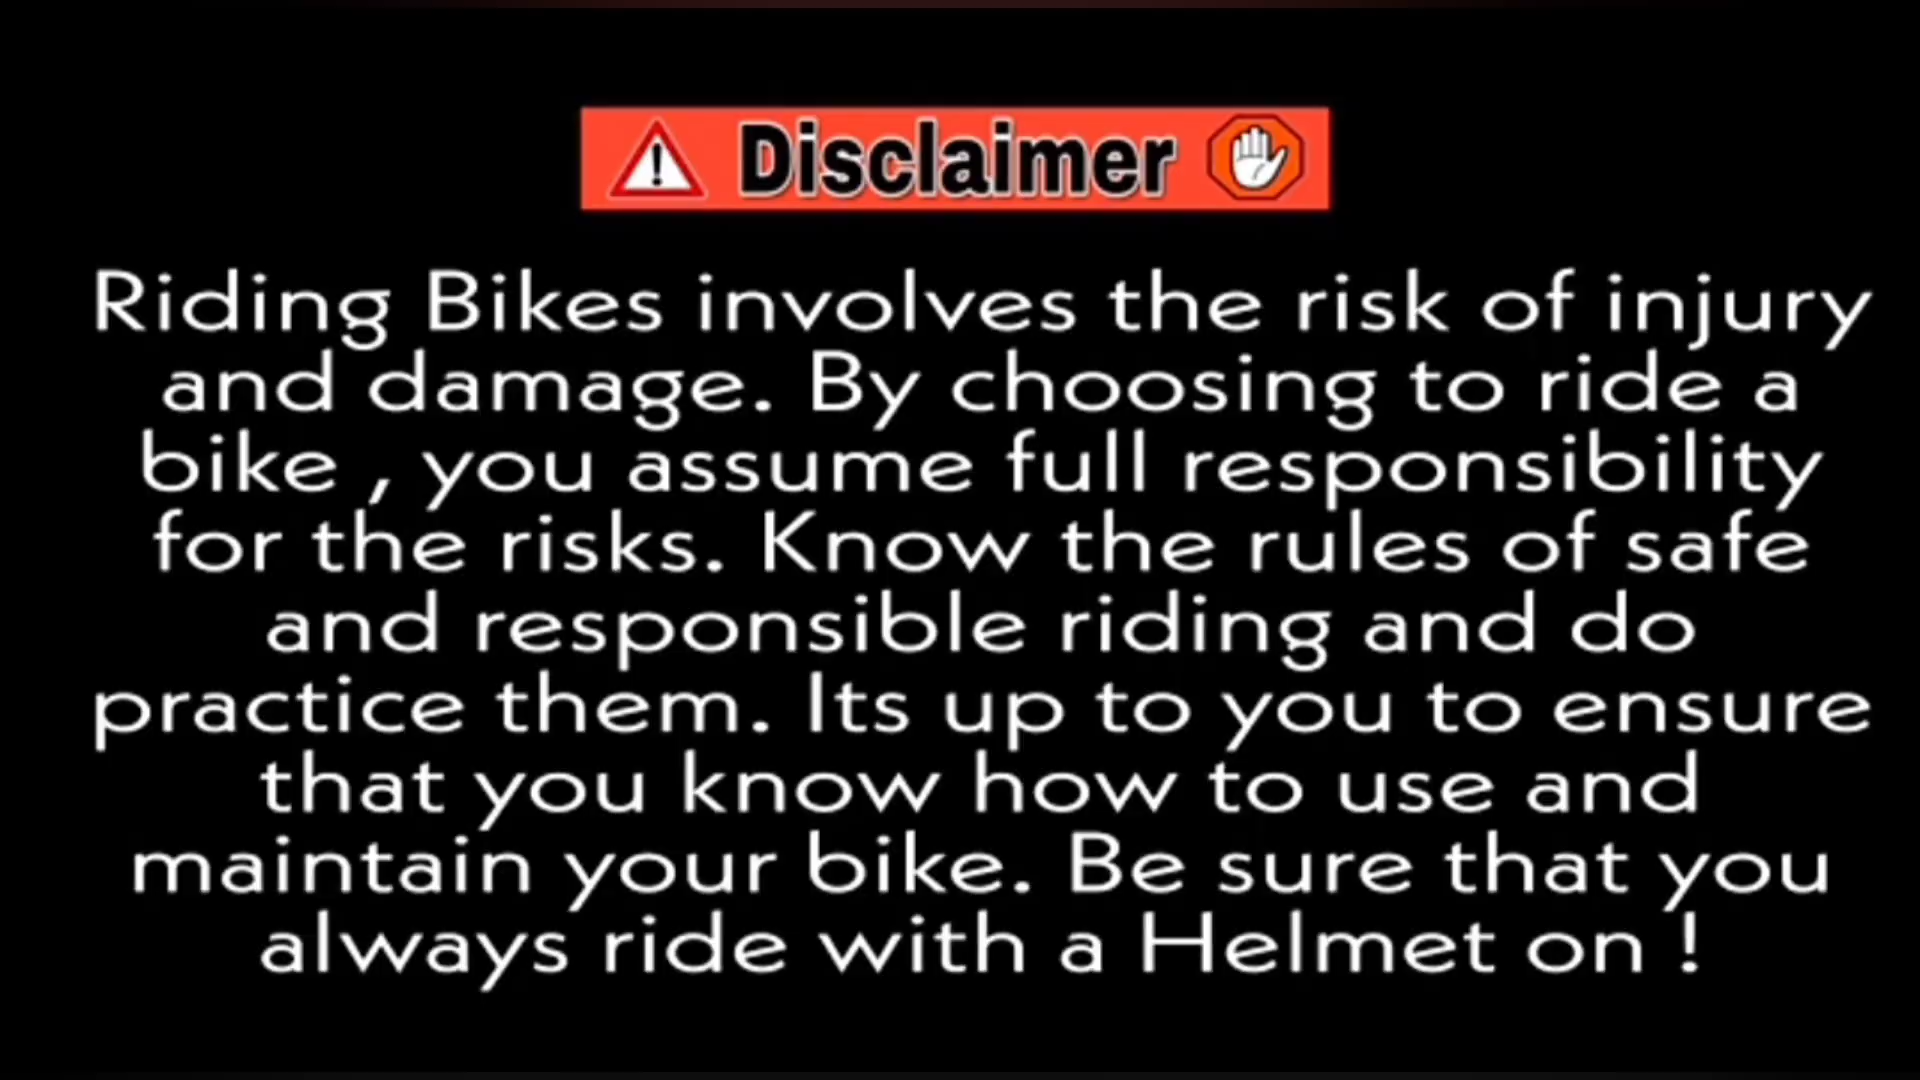 Disclaimer
Riding Bikes involves the risk of injury
and damage. By choosing to ride a
bike , you assume full responsibility
for the risks. Know the rules of safe
and responsible riding and do
practice them. Its up to you to ensure
that you know how to use and
maintain your bike. Be sure that you
always ride with a Helmet on !